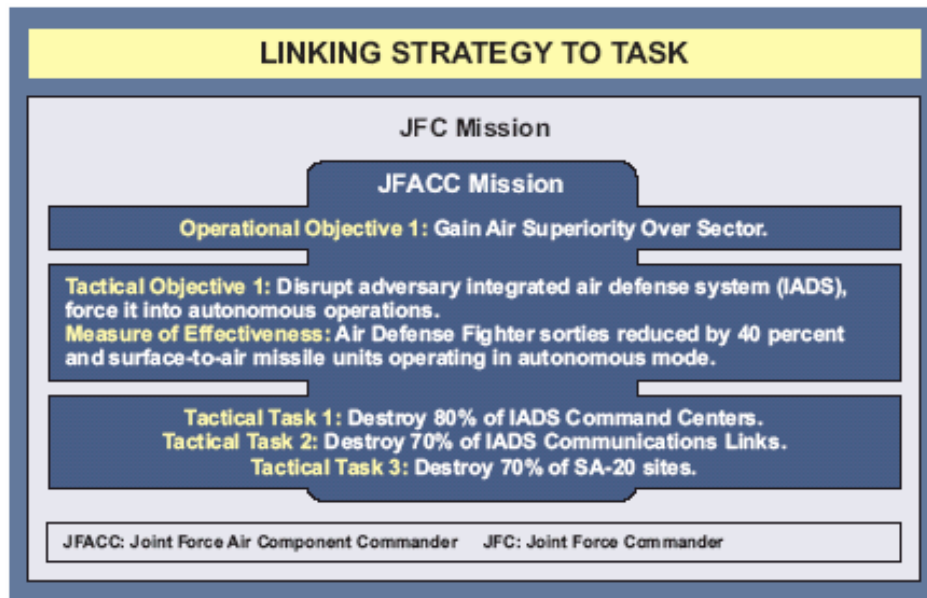 LINKING STRATEGY TO TASK
JFC Mission
JFACC Mission
Operational Objective 1: Gain Air Superiority Over Sector.
Tactical Objective 1: Disrupt adversary integrated air defense system (IADS),
force it into autonomous operations.
Measure of Effectiveness: Air Defense Fighter sorties reduced by 40 percent
and surface-to-air missile units operating in autonomous mode.
Tactical Task 1: Destroy 80% of IADS Command Centers.
Tactical Task 2: Destroy 70% of IADS Communications Links.
Tactical Task 3: Destroy 70% of SA-20 sites.
JFACC: Joint Force Air Component Commander JFC: Joint Force Commander